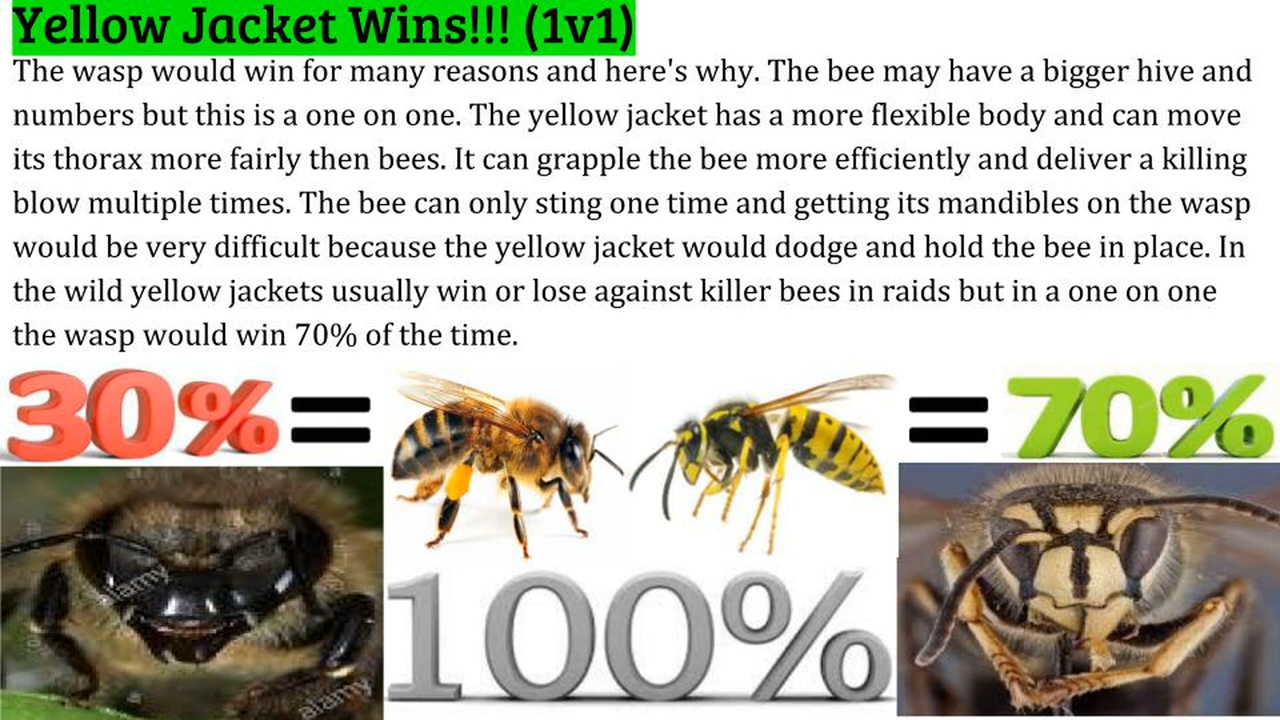 Yellow Jacket Wins!!! (1v1)
The wasp would win for many reasons and here's why. The bee may have a bigger hive and
numbers but this is a one on one. The yellow jacket has a more flexible body and can move
its thorax more fairly then bees. It can grapple the bee more efficiently and deliver a killing
blow multiple times. The bee can only sting one time and getting its mandibles on the wasp
would be very difficult because the yellow jacket would dodge and hold the bee in place. In
the wild yellow jackets usually win or lose against killer bees in raids but in a one on one
the wasp would win 70% of the time.
30% = = 70%
alamy
100%
alamy